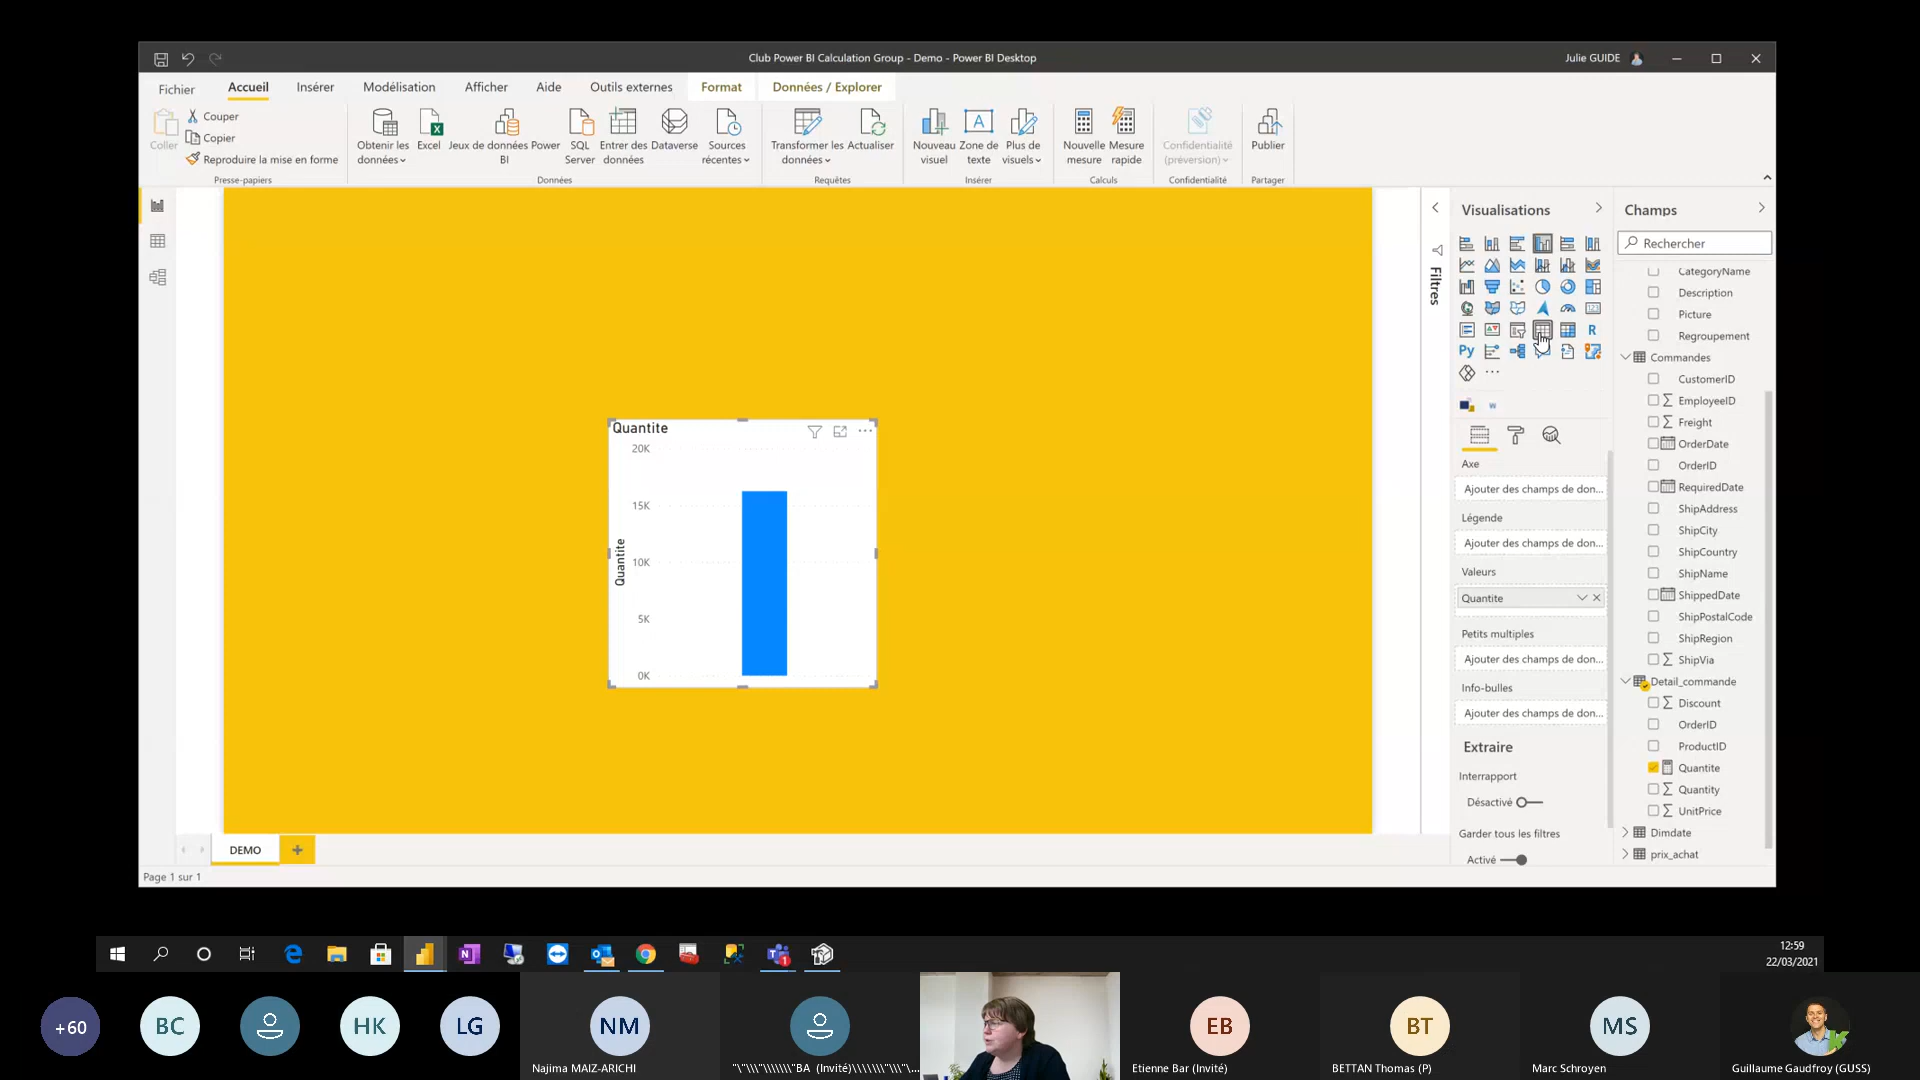 Club Power BI Calculation Group - Demo - Power BI Desktop
Julie GUIDE
Fichier
Accueil
Insérer
Modélisation
Afficher
Aide
Outils externes
Format
Données / Explorer
Coller
Couper
Copier
Reproduire la mise en forme
Presse-papiers
Obtenir les données
Excel
Jeux de données Power BI
SQL Server
Entrer des données
Dataverse
Sources récentes
Données
Transformer les données
Actualiser
Requêtes
Nouveau visuel
Zone de texte
Plus de visuels
Insérer
Nouvelle mesure
Mesure rapide
Calculs
Confidentialité (préversion)
Confidentialité
Publier
Partager
Quantite
20K
15K
10K
5K
0K
Quantite
Filtres
Visualisations
R
Py
Axe
Ajouter des champs de don...
Légende
Ajouter des champs de don...
Valeurs
Quantite
Petits multiples
Ajouter des champs de don...
Info-bulles
Ajouter des champs de don...
Extraire
Interrapport
Désactivé
Garder tous les filtres
Activé
Champs
Rechercher
CategoryName
Description
Picture
Regroupement
Commandes
CustomerID
EmployeeID
Freight
OrderDate
OrderID
RequiredDate
ShipAddress
ShipCity
ShipCountry
ShipName
ShippedDate
ShipPostalCode
ShipRegion
ShipVia
Detail_commande
Discount
OrderID
ProductID
Quantite
Quantity
UnitPrice
Dimdate
prix_achat
DEMO
Page 1 sur 1
12:59
22/03/2021
+60
BC
HK
LG
NM
EB
BT
MS
Najima MAIZ-ARICHI
"\"\\\"\\\\\\\"BA (Invité)\\\\\\\"\\\"\...
Etienne Bar (Invité)
BETTAN Thomas (P)
Marc Schroyen
Guillaume Gaudfroy (GUSS)